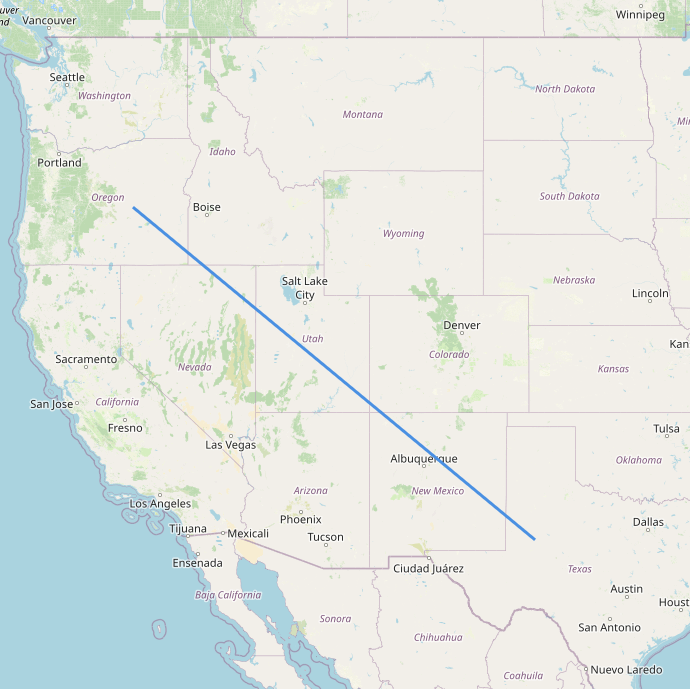 Vancouver
ver
nd
Winnipeg
Seattle
Washington
North Dakota
Montana
Portland
Idaho
Oregon
Boise
South Dakota
Wyoming
Salt Lake
City
Nebraska
Lincoln
Utah
Denver
Colorado
Sacramento
Nevada
Kansas
San Jose
California
Fresno
Las Vegas
Tulsa
Albuquerque
Oklahoma
Los Angeles
Arizona
New Mexico
Phoenix
Dallas
Tijuana
Mexicali
Tucson
Ensenada
Ciudad Juárez
Texas
Austin
Baja California
Houst
Sonora
San Antonio
Chihuahua
Coahuila
Nuevo Laredo